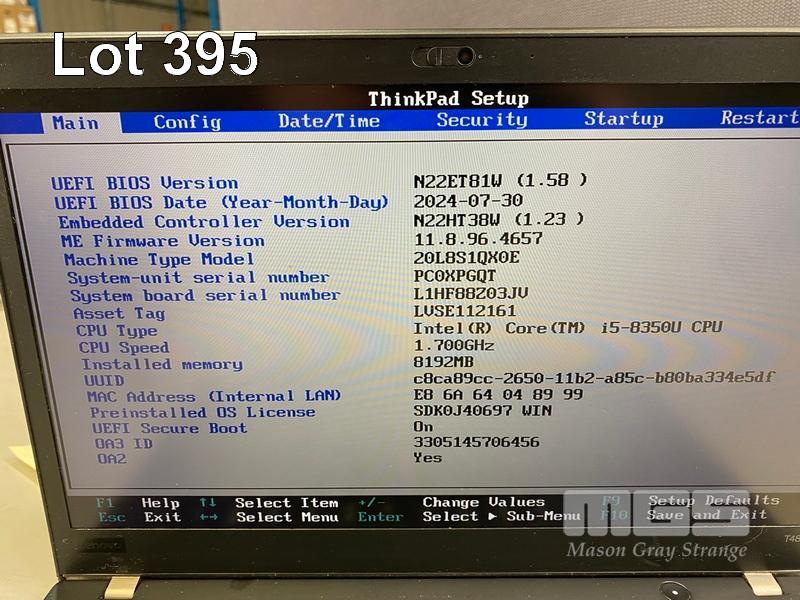 Lot 395
ThinkPad Setup
Main Config Date/Time Security Startup Restart
UEFI BIOS Version N22ET81W (1.58 )
UEFI BIOS Date (Year-Month-Day) 2024-07-30
Embedded Controller Version N22HT38W (1.23 )
ME Firmware Version 11.8.96.4657
Machine Type Model 20L8S1QX0E
System-unit serial number PC0XPGQT
System board serial number L1HF88Z03JV
Asset Tag LVSE112161
CPU Type Intel(R) Core(TM) i5-8350U CPU
CPU Speed 1.700GHz
Installed memory 8192MB
UUID c8ca89cc-2650-11b2-a85c-b80ba334e5df
MAC Address (Internal LAN) E8 6A 64 04 89 99
Preinstalled OS License SDK0J40697 WIN
UEFI Secure Boot On
OA3 ID 3305145706456
OA2 Yes
F1 Help ↑↓ Select Item +/- Change Values F9 Setup Defaults
Esc Exit ←→ Select Menu Enter Select ▶ Sub-Menu F10 Save and Exit
MGS
Mason Gray Strange
Lenovo